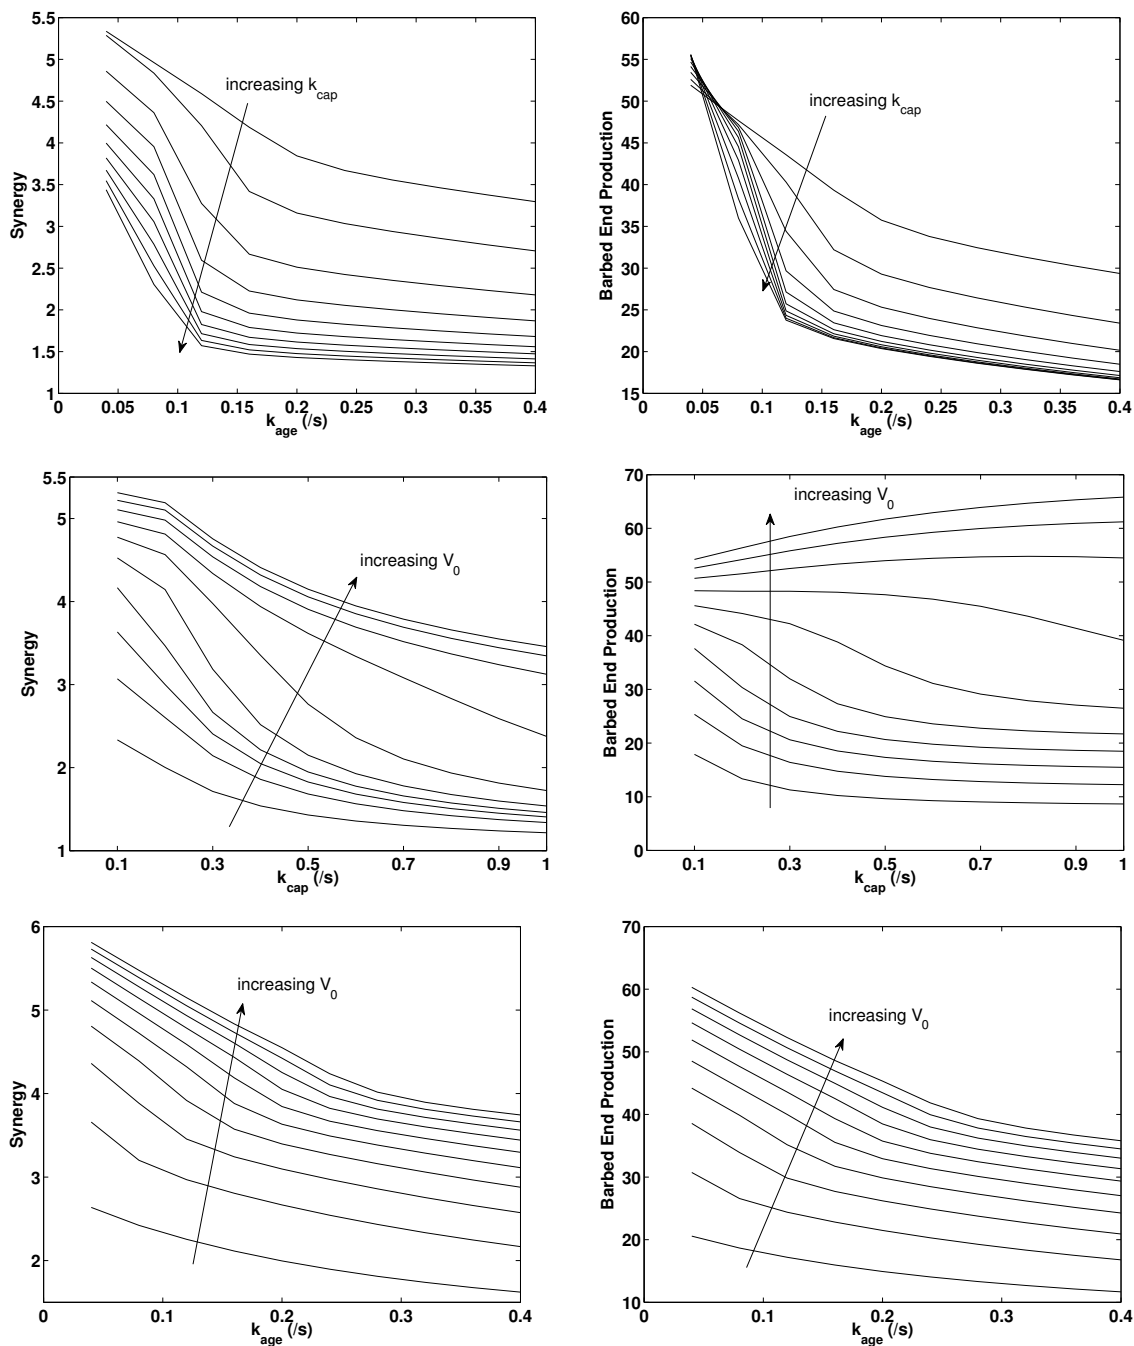 5.5
5
4.5
4
3.5
3
2.5
2
1.5
1
0 0.05 0.1 0.15 0.2 0.25 0.3 0.35 0.4
k_age (/s)
Synergy
increasing k_cap
60
55
50
45
40
35
30
25
20
15
0 0.05 0.1 0.15 0.2 0.25 0.3 0.35 0.4
k_age (/s)
Barbed End Production
increasing k_cap
5.5
5
4
3
2
1
0.1 0.3 0.5 0.7 0.9 1
k_cap (/s)
Synergy
increasing V_0
70
60
50
40
30
20
10
0
0.1 0.3 0.5 0.7 0.9 1
k_cap (/s)
Barbed End Production
increasing V_0
6
5
4
3
2
0 0.1 0.2 0.3 0.4
k_age (/s)
Synergy
increasing V_0
70
60
50
40
30
20
10
0 0.1 0.2 0.3 0.4
k_age (/s)
Barbed End Production
increasing V_0